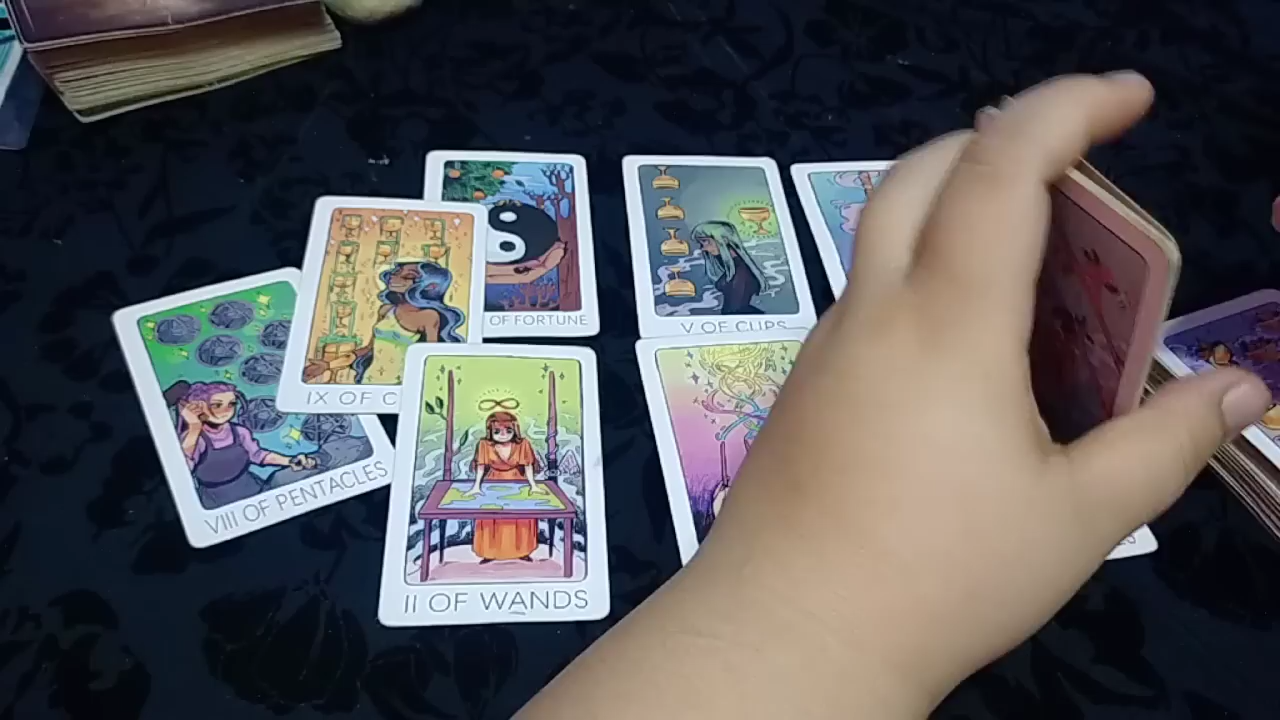 OF FORTUNE
V OF CUPS
IX OF C
VIII OF PENTACLES
II OF WANDS